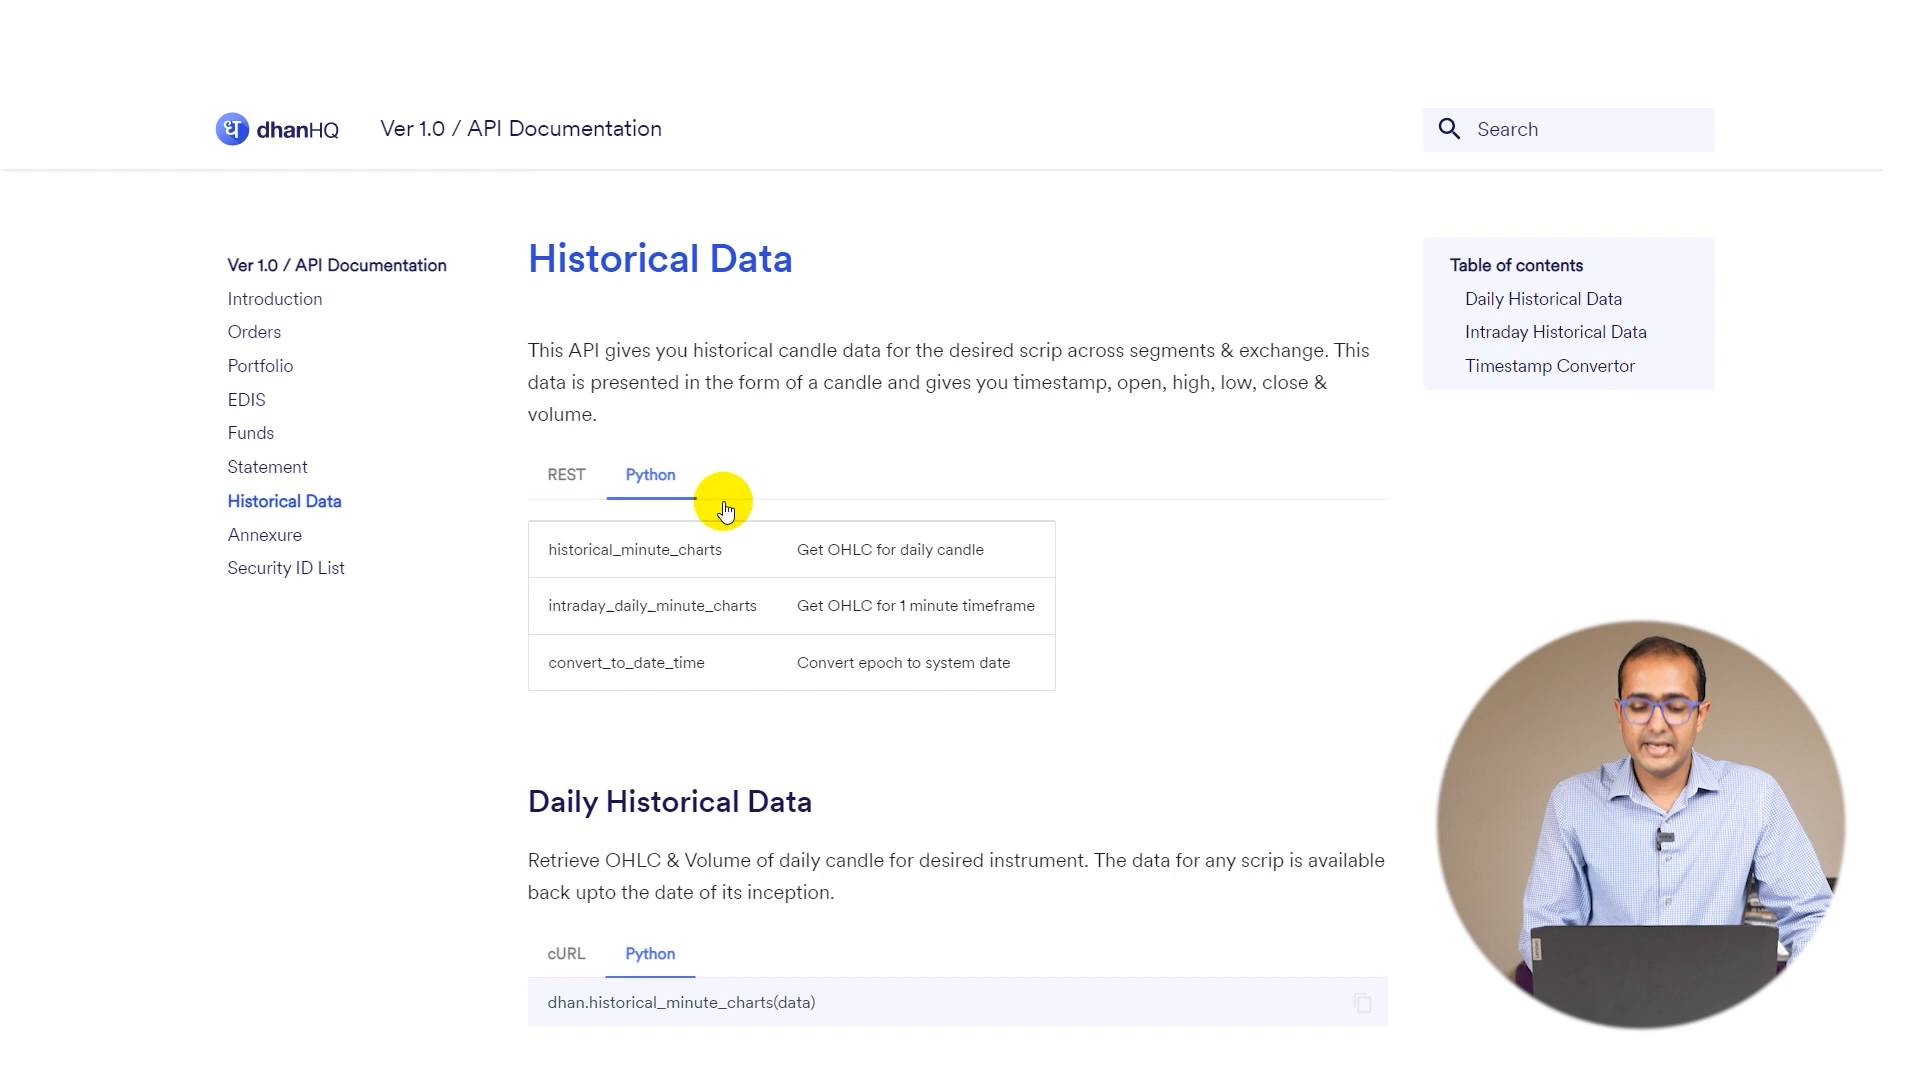 ध dhanHQ
Ver 1.0 / API Documentation
Search
Ver 1.0 / API Documentation
Introduction
Orders
Portfolio
EDIS
Funds
Statement
Historical Data
Annexure
Security ID List
Historical Data
This API gives you historical candle data for the desired scrip across segments & exchange. This
data is presented in the form of a candle and gives you timestamp, open, high, low, close &
volume.
REST Python
historical_minute_charts Get OHLC for daily candle
intraday_daily_minute_charts Get OHLC for 1 minute timeframe
convert_to_date_time Convert epoch to system date
Daily Historical Data
Retrieve OHLC & Volume of daily candle for desired instrument. The data for any scrip is available
back upto the date of its inception.
cURL Python
dhan.historical_minute_charts(data)
Table of contents
Daily Historical Data
Intraday Historical Data
Timestamp Convertor